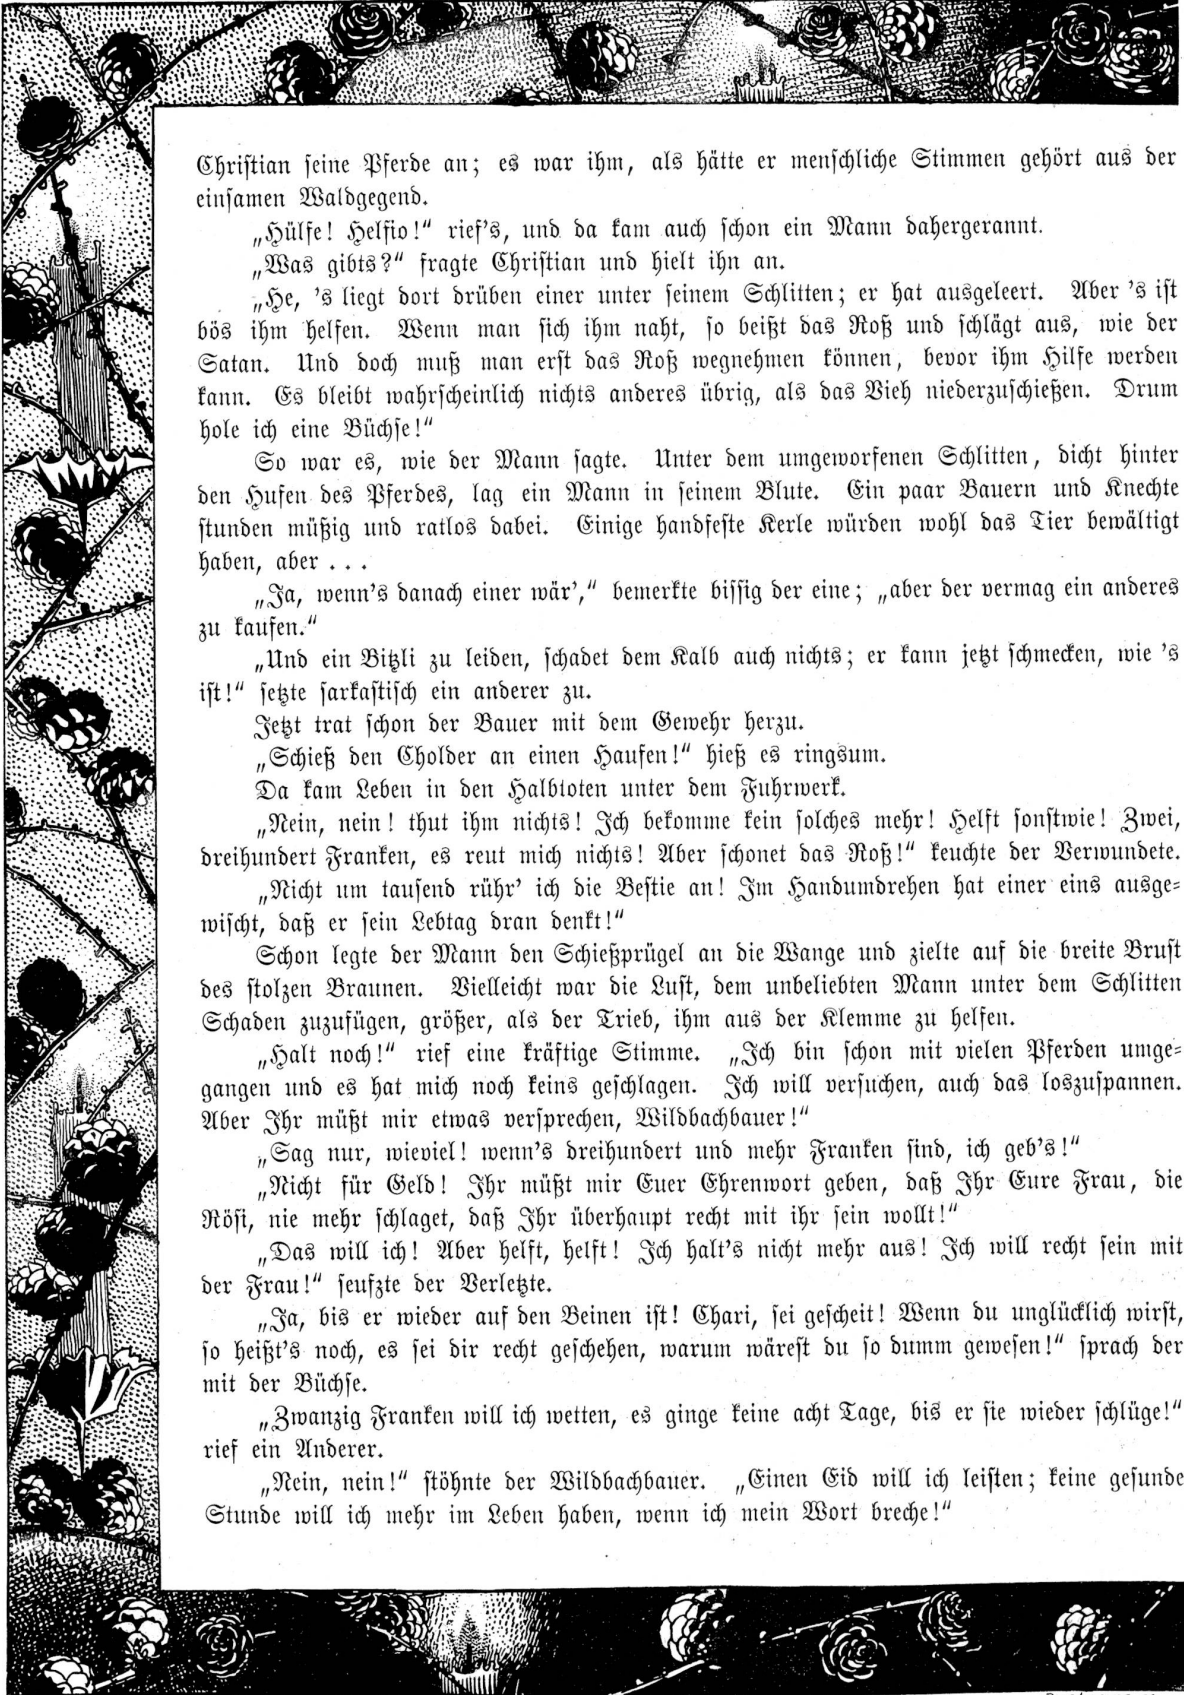 Christian seine Pferde an; es war ihm, als hätte er menschliche Stimmen gehört aus der
einsamen Waldgegend.
„Hülfe! Helfio!“ rief's, und da kam auch schon ein Mann dahergerannt.
„Was gibts?“ fragte Christian und hielt ihn an.
„He, 's liegt dort drüben einer unter seinem Schlitten; er hat ausgeleert. Aber 's ist
bös ihm helfen. Wenn man sich ihm naht, so beißt das Roß und schlägt aus, wie der
Satan. Und doch muß man erst das Roß wegnehmen können, bevor ihm Hilfe werden
kann. Es bleibt wahrscheinlich nichts anderes übrig, als das Vieh niederzuschießen. Drum
hole ich eine Büchse!“
So war es, wie der Mann sagte. Unter dem umgeworfenen Schlitten, dicht hinter
den Hufen des Pferdes, lag ein Mann in seinem Blute. Ein paar Bauern und Knechte
stunden müßig und ratlos dabei. Einige handfeste Kerle würden wohl das Tier bewältigt
haben, aber . . .
„Ja, wenn's danach einer wär',“ bemerkte bissig der eine; „aber der vermag ein anderes
zu kaufen.“
„Und ein Bitzli zu leiden, schadet dem Kalb auch nichts; er kann jetzt schmecken, wie 's
ist!“ setzte sarkastisch ein anderer zu.
Jetzt trat schon der Bauer mit dem Gewehr herzu.
„Schieß den Cholder an einen Haufen!“ hieß es ringsum.
Da kam Leben in den Halbtoten unter dem Fuhrwerk.
„Nein, nein! thut ihm nichts! Ich bekomme kein solches mehr! Helft sonstwie! Zwei,
dreihundert Franken, es reut mich nichts! Aber schonet das Roß!“ keuchte der Verwundete.
„Nicht um tausend rühr' ich die Bestie an! Im Handumdrehen hat einer eins ausge-
wischt, daß er sein Lebtag dran denkt!“
Schon legte der Mann den Schießprügel an die Wange und zielte auf die breite Brust
des stolzen Braunen. Vielleicht war die Lust, dem unbeliebten Mann unter dem Schlitten
Schaden zuzufügen, größer, als der Trieb, ihm aus der Klemme zu helfen.
„Halt noch!“ rief eine kräftige Stimme. „Ich bin schon mit vielen Pferden umge-
gangen und es hat mich noch keins geschlagen. Ich will versuchen, auch das loszuspannen.
Aber Ihr müßt mir etwas versprechen, Wildbachbauer!“
„Sag nur, wieviel! wenn's dreihundert und mehr Franken sind, ich geb's!“
„Nicht für Geld! Ihr müßt mir Euer Ehrenwort geben, daß Ihr Eure Frau, die
Rösi, nie mehr schlaget, daß Ihr überhaupt recht mit ihr sein wollt!“
„Das will ich! Aber helft, helft! Ich halt's nicht mehr aus! Ich will recht sein mit
der Frau!“ seufzte der Verletzte.
„Ja, bis er wieder auf den Beinen ist! Chari, sei gescheit! Wenn du unglücklich wirst,
so heißt's noch, es sei dir recht geschehen, warum wärest du so dumm gewesen!“ sprach der
mit der Büchse.
„Zwanzig Franken will ich wetten, es ginge keine acht Tage, bis er sie wieder schlüge!“
rief ein Anderer.
„Nein, nein!“ stöhnte der Wildbachbauer. „Einen Eid will ich leisten; keine gesunde
Stunde will ich mehr im Leben haben, wenn ich mein Wort breche!“